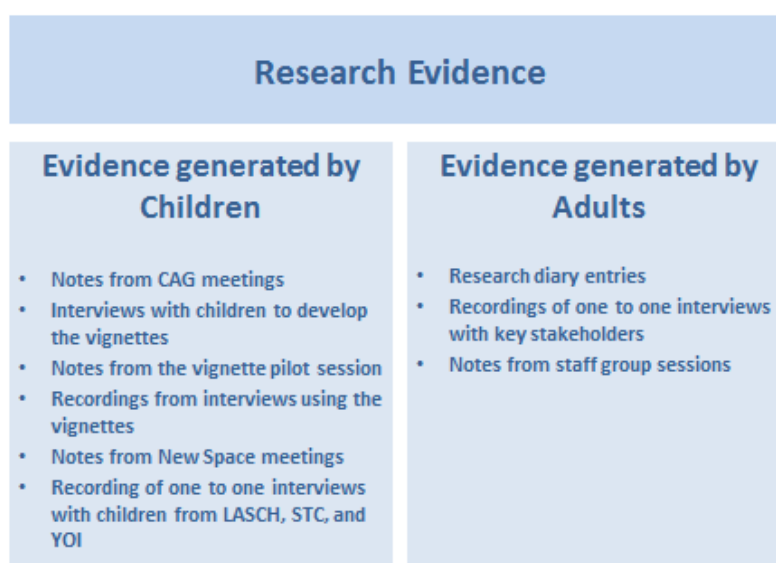 Research Evidence
Evidence generated by
Children
• Notes from CAG meetings
• Interviews with children to develop
the vignettes
• Notes from the vignette pilot session
• Recordings from interviews using the
vignettes
• Notes from New Space meetings
• Recording of one to one interviews
with children from LASCH, STC, and
YOI
Evidence generated by
Adults
• Research diary entries
• Recordings of one to one interviews
with key stakeholders
• Notes from staff group sessions